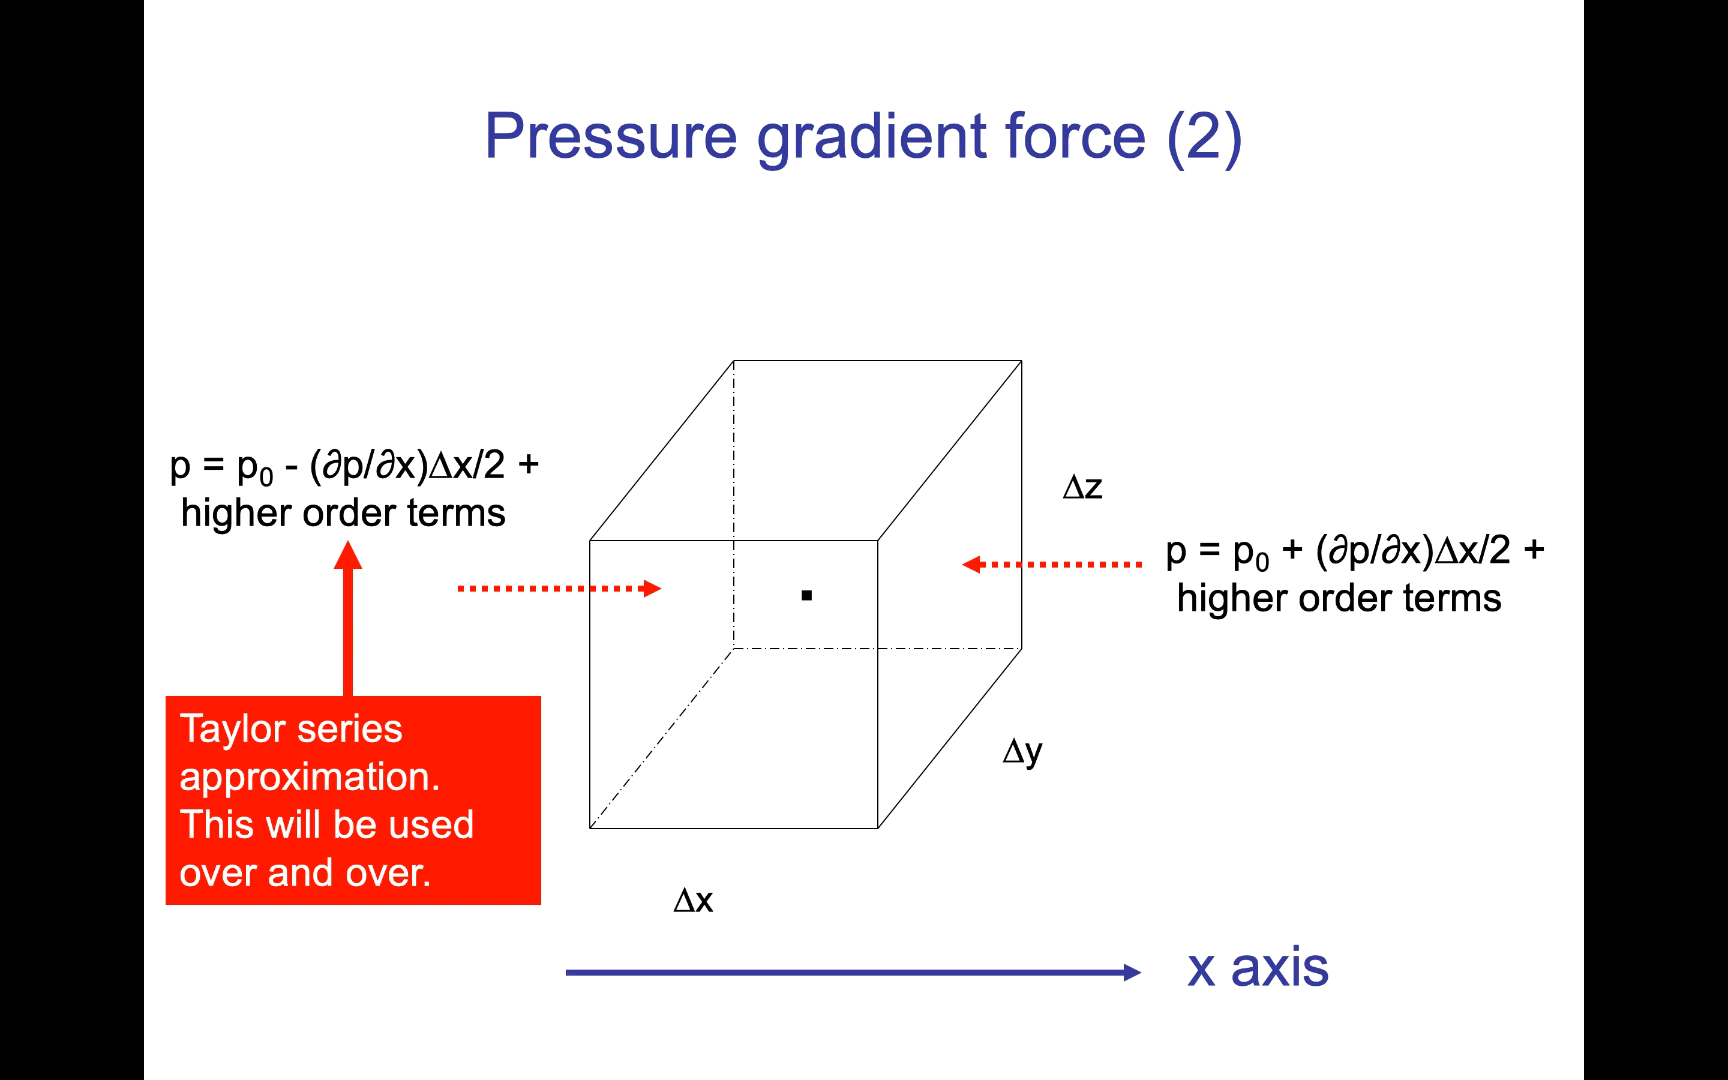 Pressure gradient force (2)
p = p₀ - (∂p/∂x)Δx/2 +
higher order terms
Δz
p = p₀ + (∂p/∂x)Δx/2 +
higher order terms
Taylor series
approximation.
This will be used
over and over.
Δy
Δx
x axis